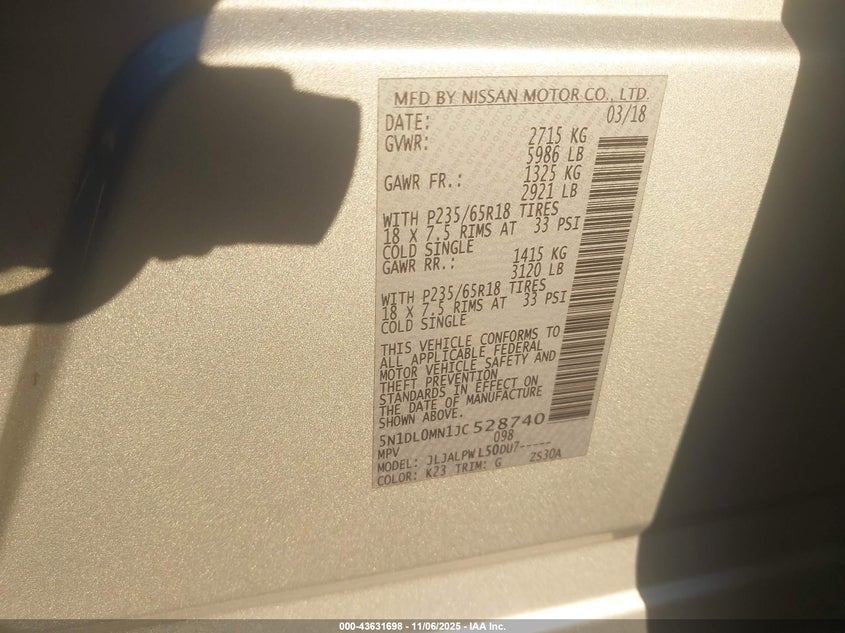 MFD BY NISSAN MOTOR CO., LTD.
DATE: 03/18
GVWR: 2715 KG
5986 LB
GAWR FR.: 1325 KG
2921 LB
WITH P235/65R18 TIRES
18 X 7.5 RIMS AT 33 PSI
COLD SINGLE
GAWR RR.: 1415 KG
3120 LB
WITH P235/65R18 TIRES
18 X 7.5 RIMS AT 33 PSI
COLD SINGLE
THIS VEHICLE CONFORMS TO
ALL APPLICABLE FEDERAL
MOTOR VEHICLE SAFETY AND
THEFT PREVENTION
STANDARDS IN EFFECT ON
THE DATE OF MANUFACTURE
SHOWN ABOVE.
5N1DL0MN1JC528740
MPV 098
MODEL: JLJALPWL50DU7-----
COLOR: K23 TRIM: G ZS30A
000-43631698 - 11/06/2025 - IAA Inc.